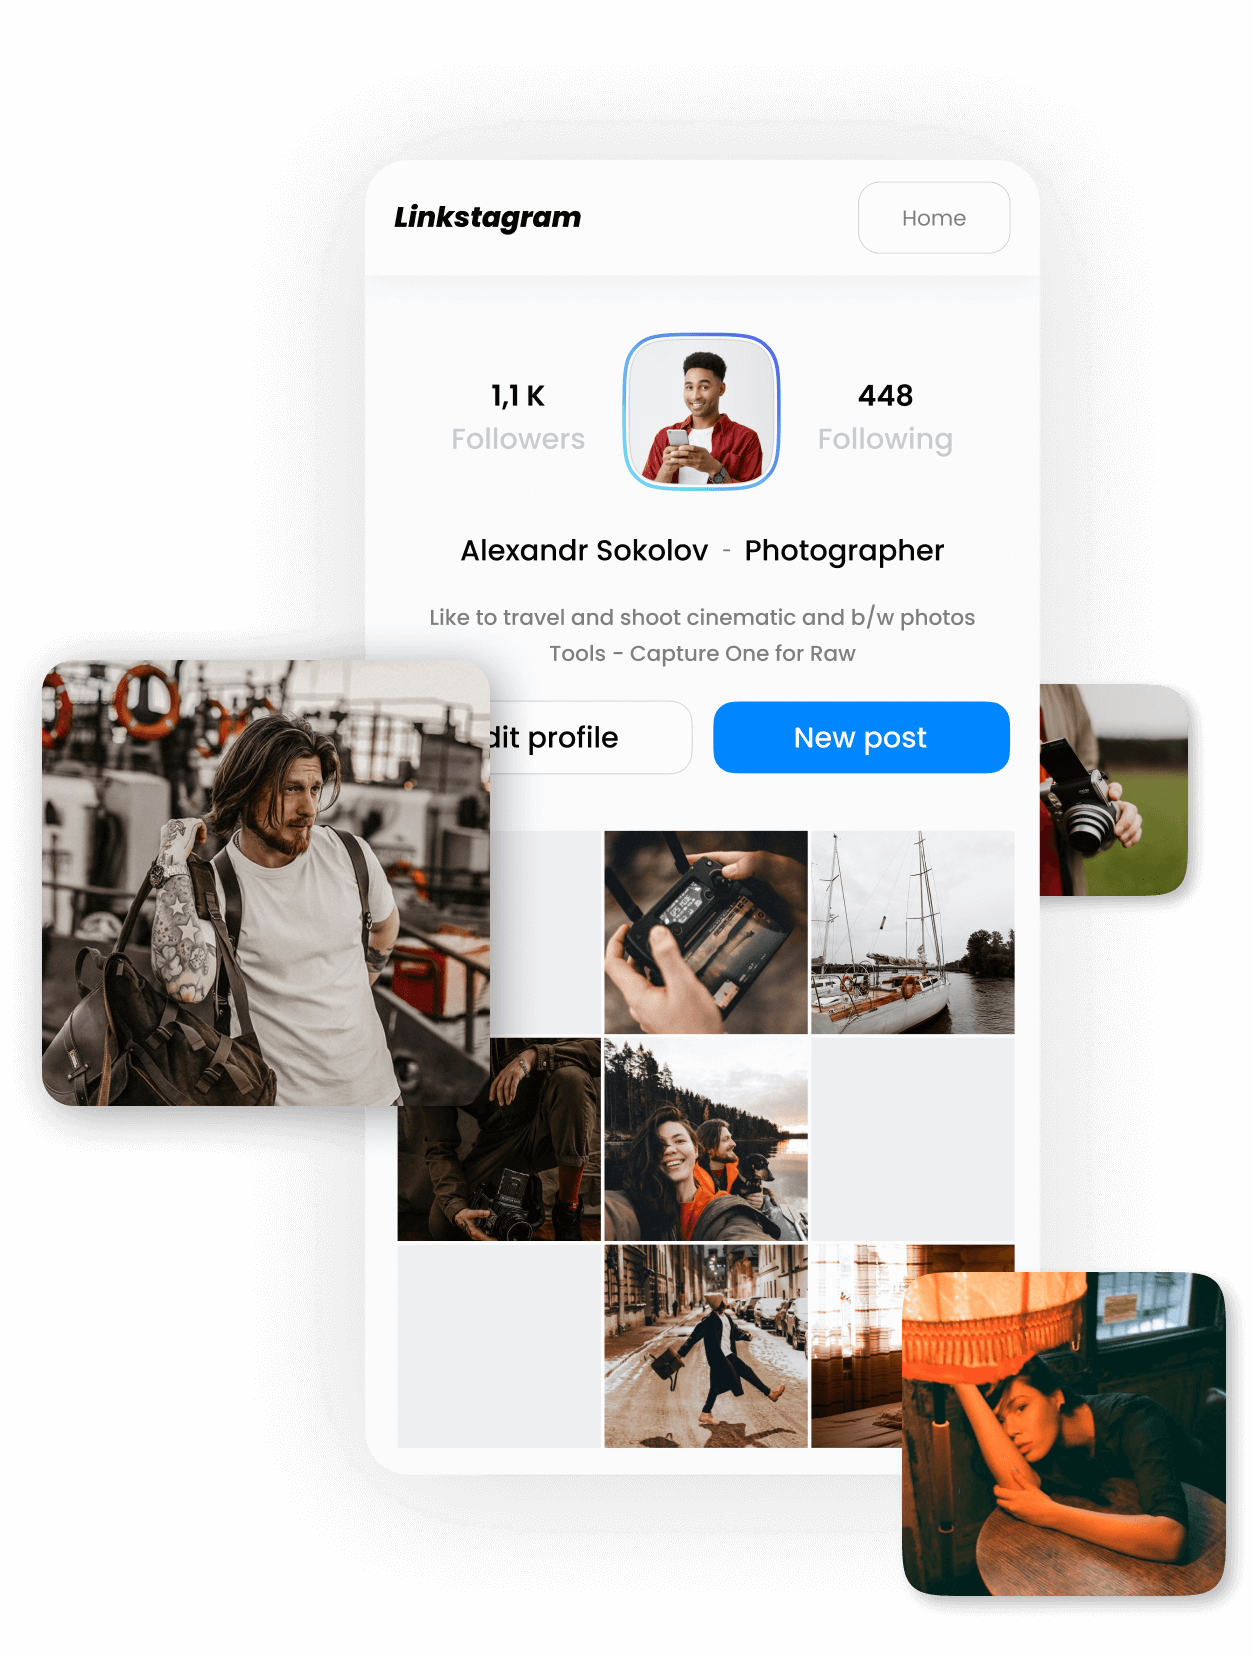 Linkstagram
Home
1,1 K
Followers
448
Following
Alexandr Sokolov - Photographer
Like to travel and shoot cinematic and b/w photos
Tools - Capture One for Raw
dit profile
New post